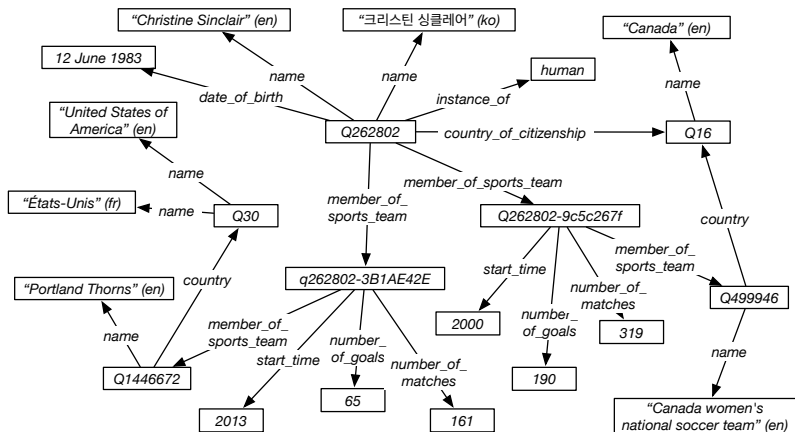 “Christine Sinclair” (en)
“크리스틴 싱클레어” (ko)
“Canada” (en)
12 June 1983
name
name
human
name
date_of_birth
instance_of
“United States of
America” (en)
Q262802
country_of_citizenship
Q16
name
member_of_
sports_team
member_of_sports_team
“États-Unis” (fr)
name
Q30
Q262802-9c5c267f
country
country
start_time
member_of_
sports_team
“Portland Thorns” (en)
q262802-3B1AE42E
number_of_
matches
Q499946
name
member_of_
sports_team
2000
number_
of_goals
319
start_time
number_
of_goals
number_of_
matches
name
Q1446672
190
65
2013
161
“Canada women's
national soccer team” (en)